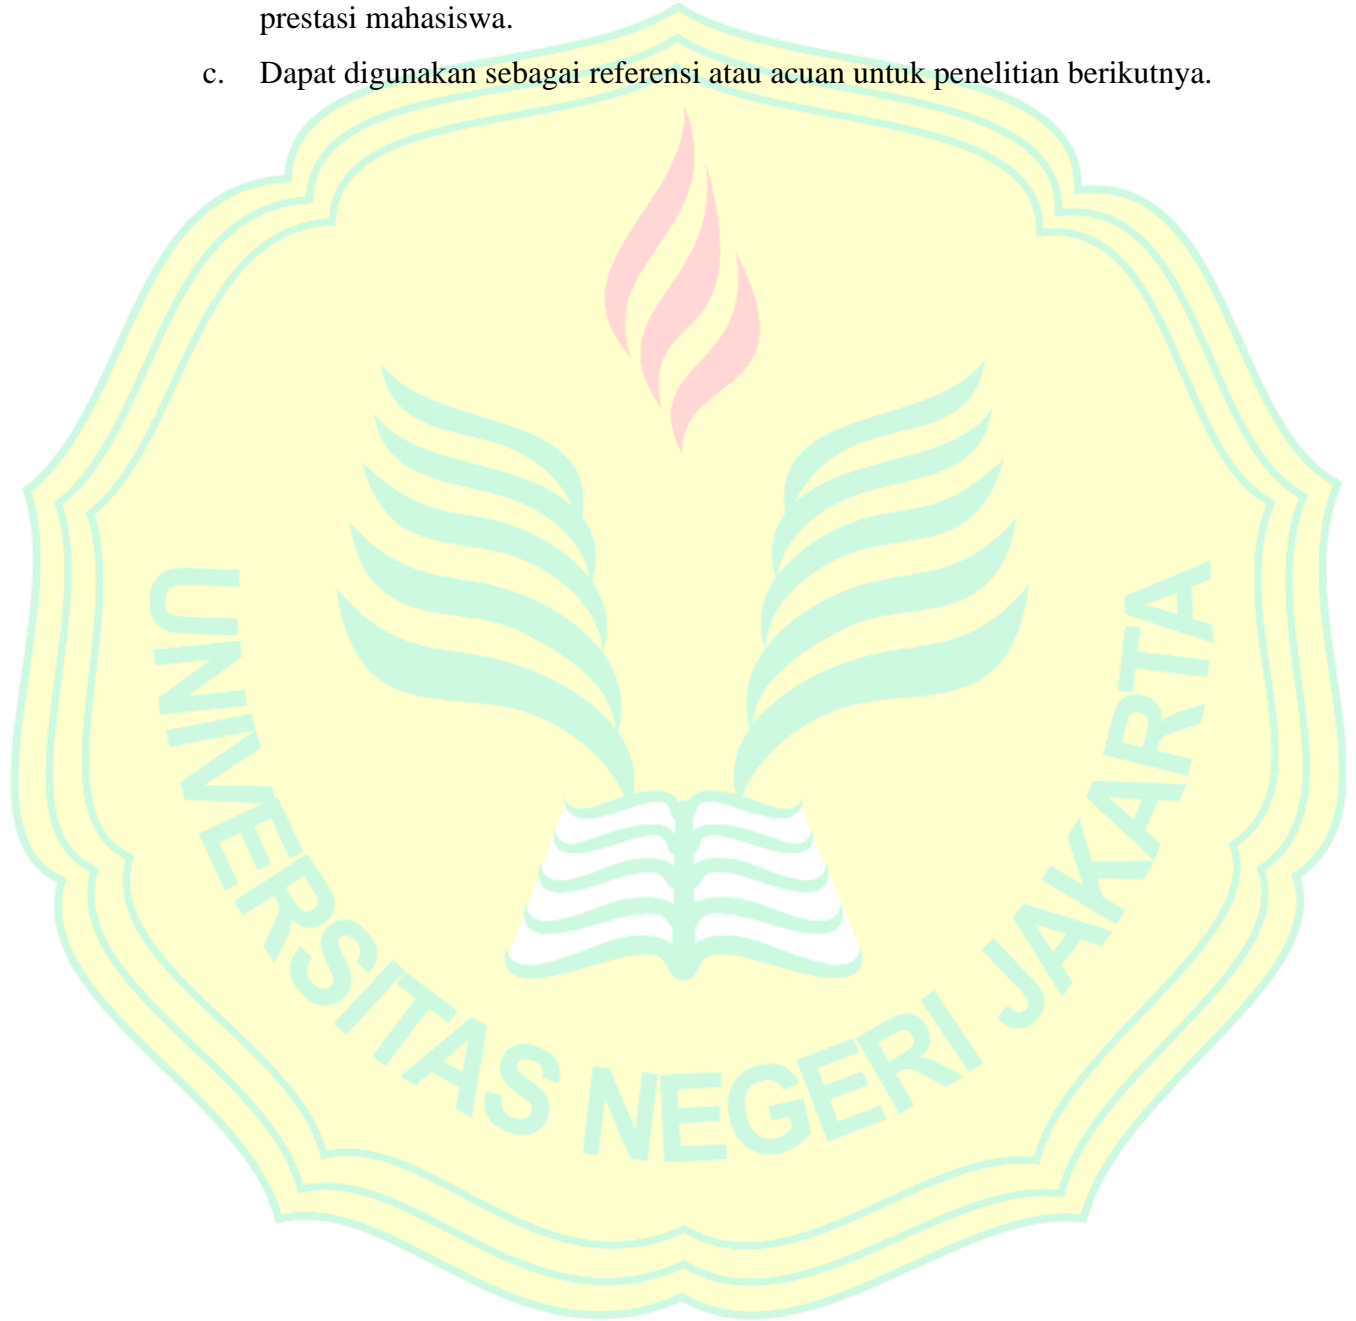 prestasi mahasiswa.
c. Dapat digunakan sebagai referensi atau acuan untuk penelitian berikutnya.
UNIVERSITAS NEGERI JAKARTA